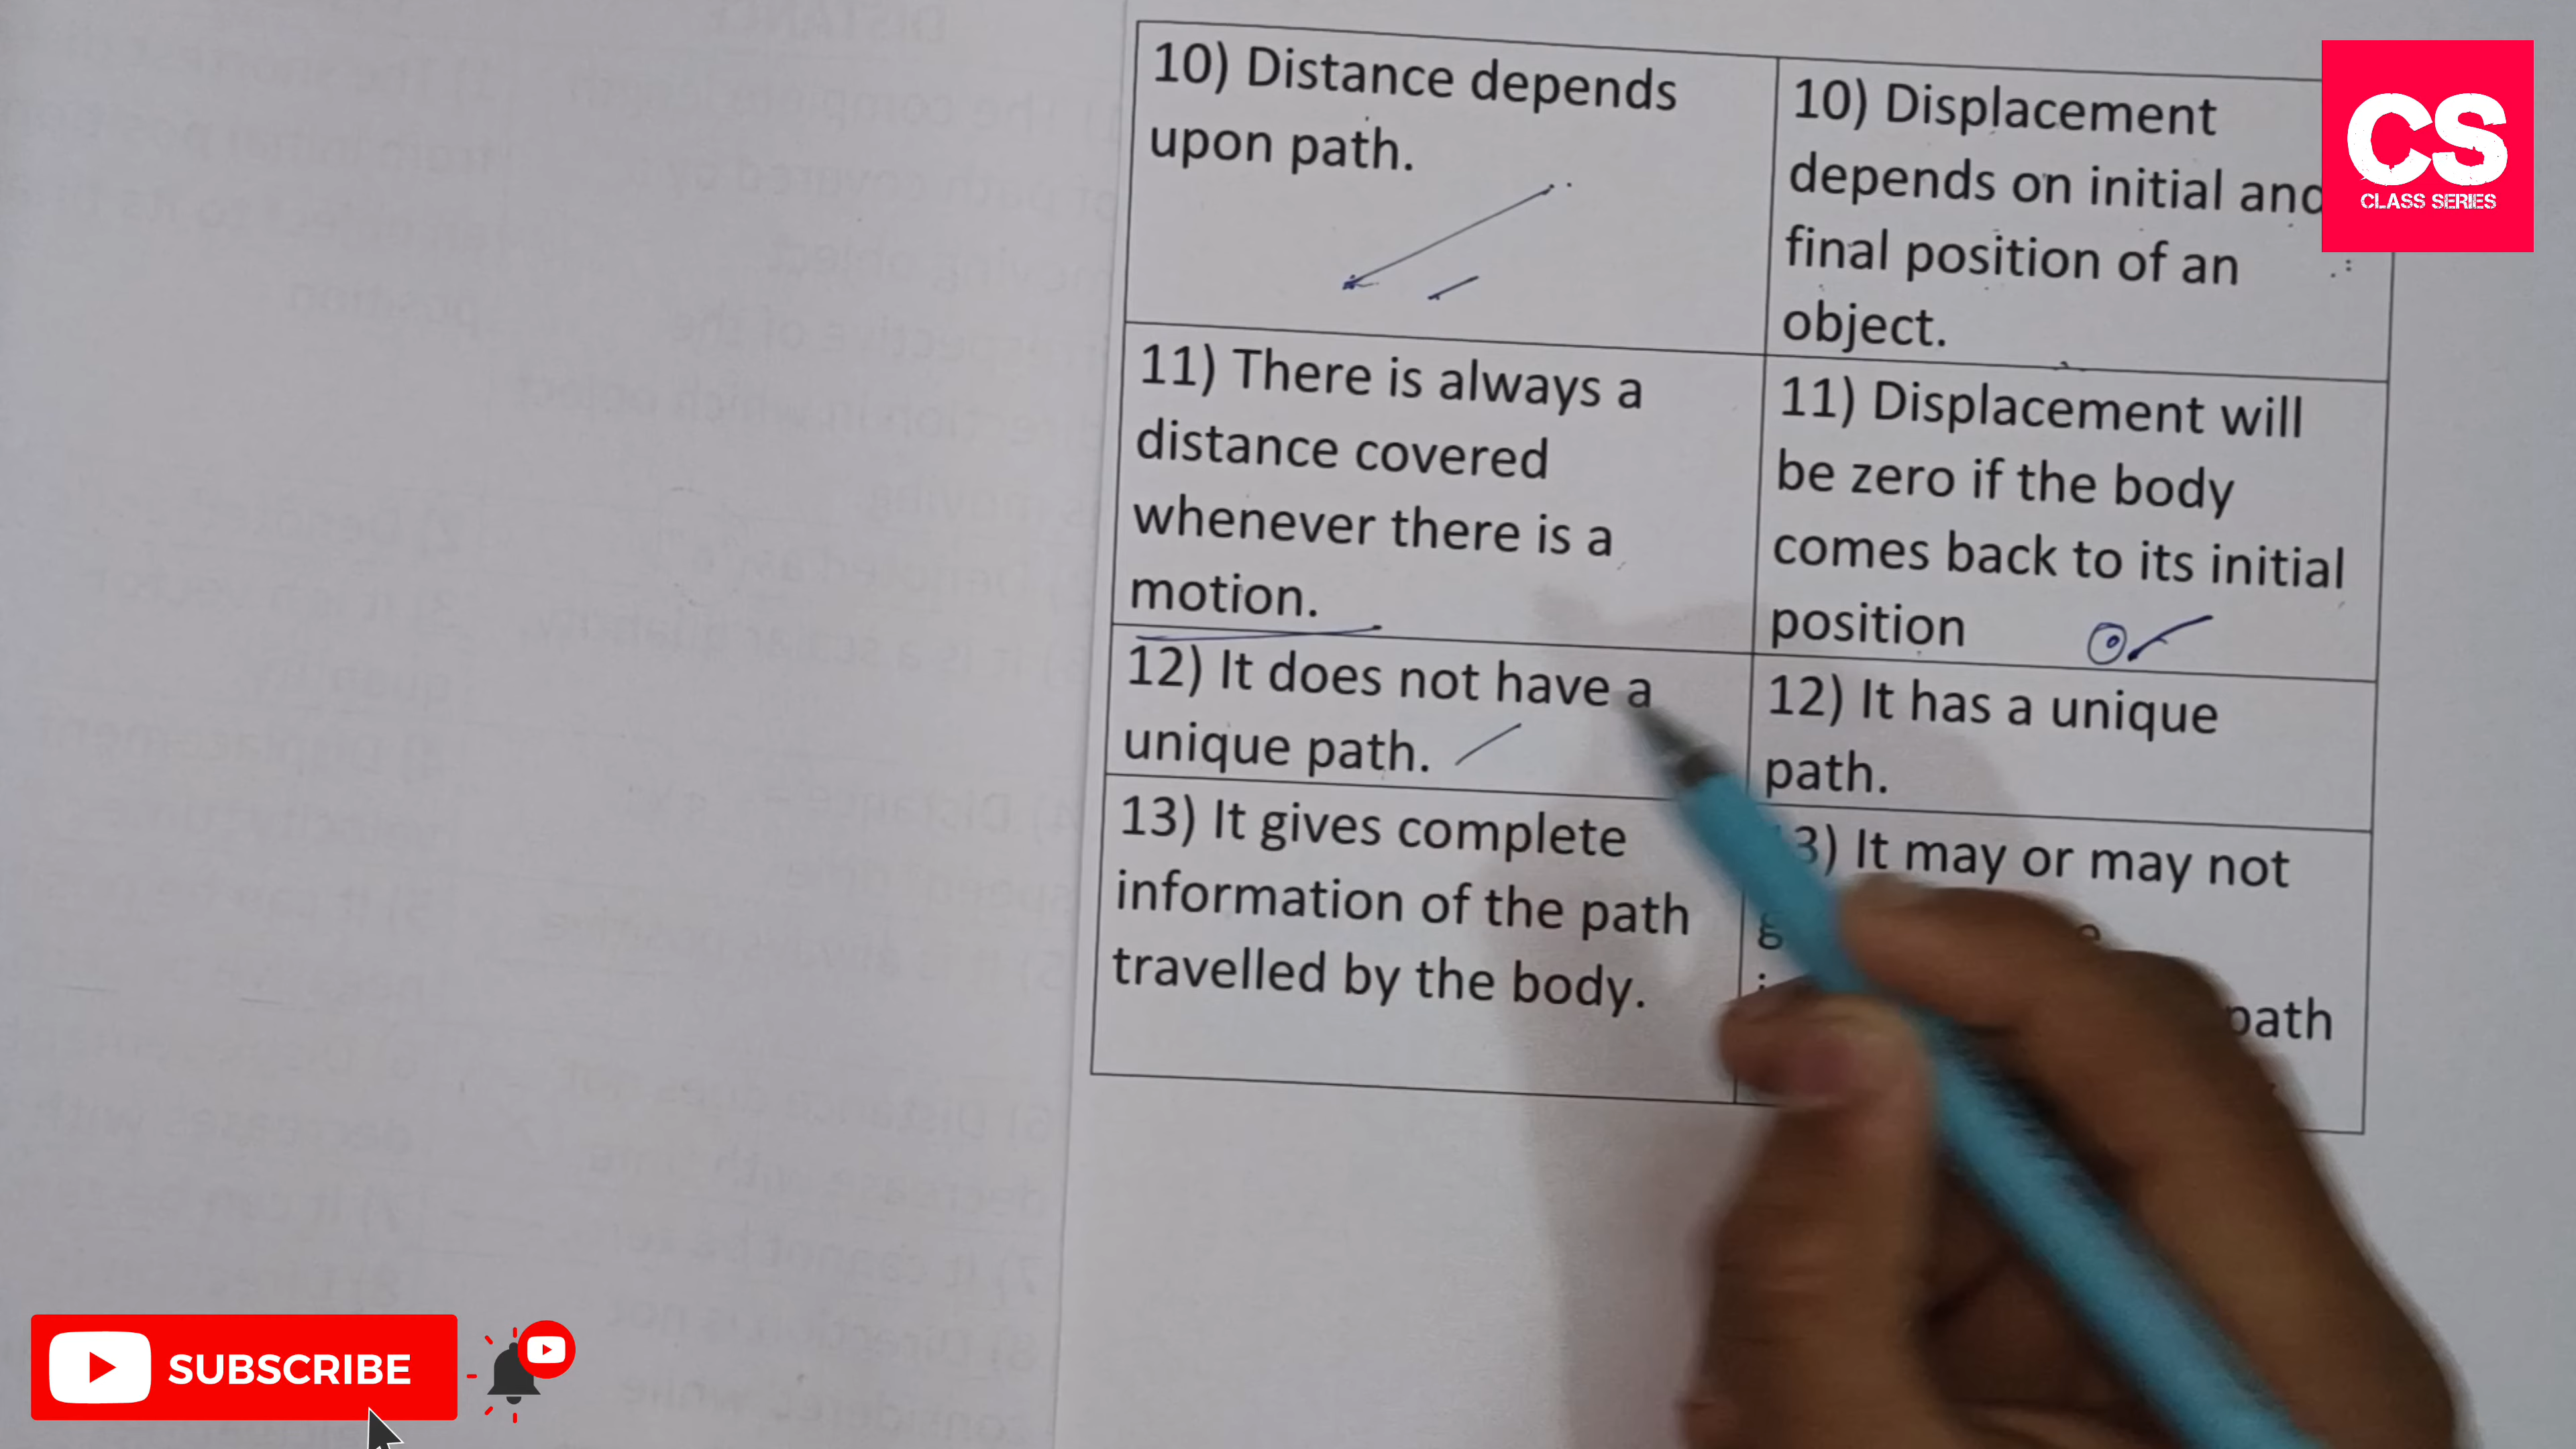 10) Distance depends
upon path.
10) Displacement
depends on initial and
final position of an
object.
11) There is always a
distance covered
whenever there is a
motion.
11) Displacement will
be zero if the body
comes back to its initial
position
12) It does not have a
unique path.
12) It has a unique
path.
13) It gives complete
information of the path
travelled by the body.
3) It may or may not
path
CS
CLASS SERIES
SUBSCRIBE